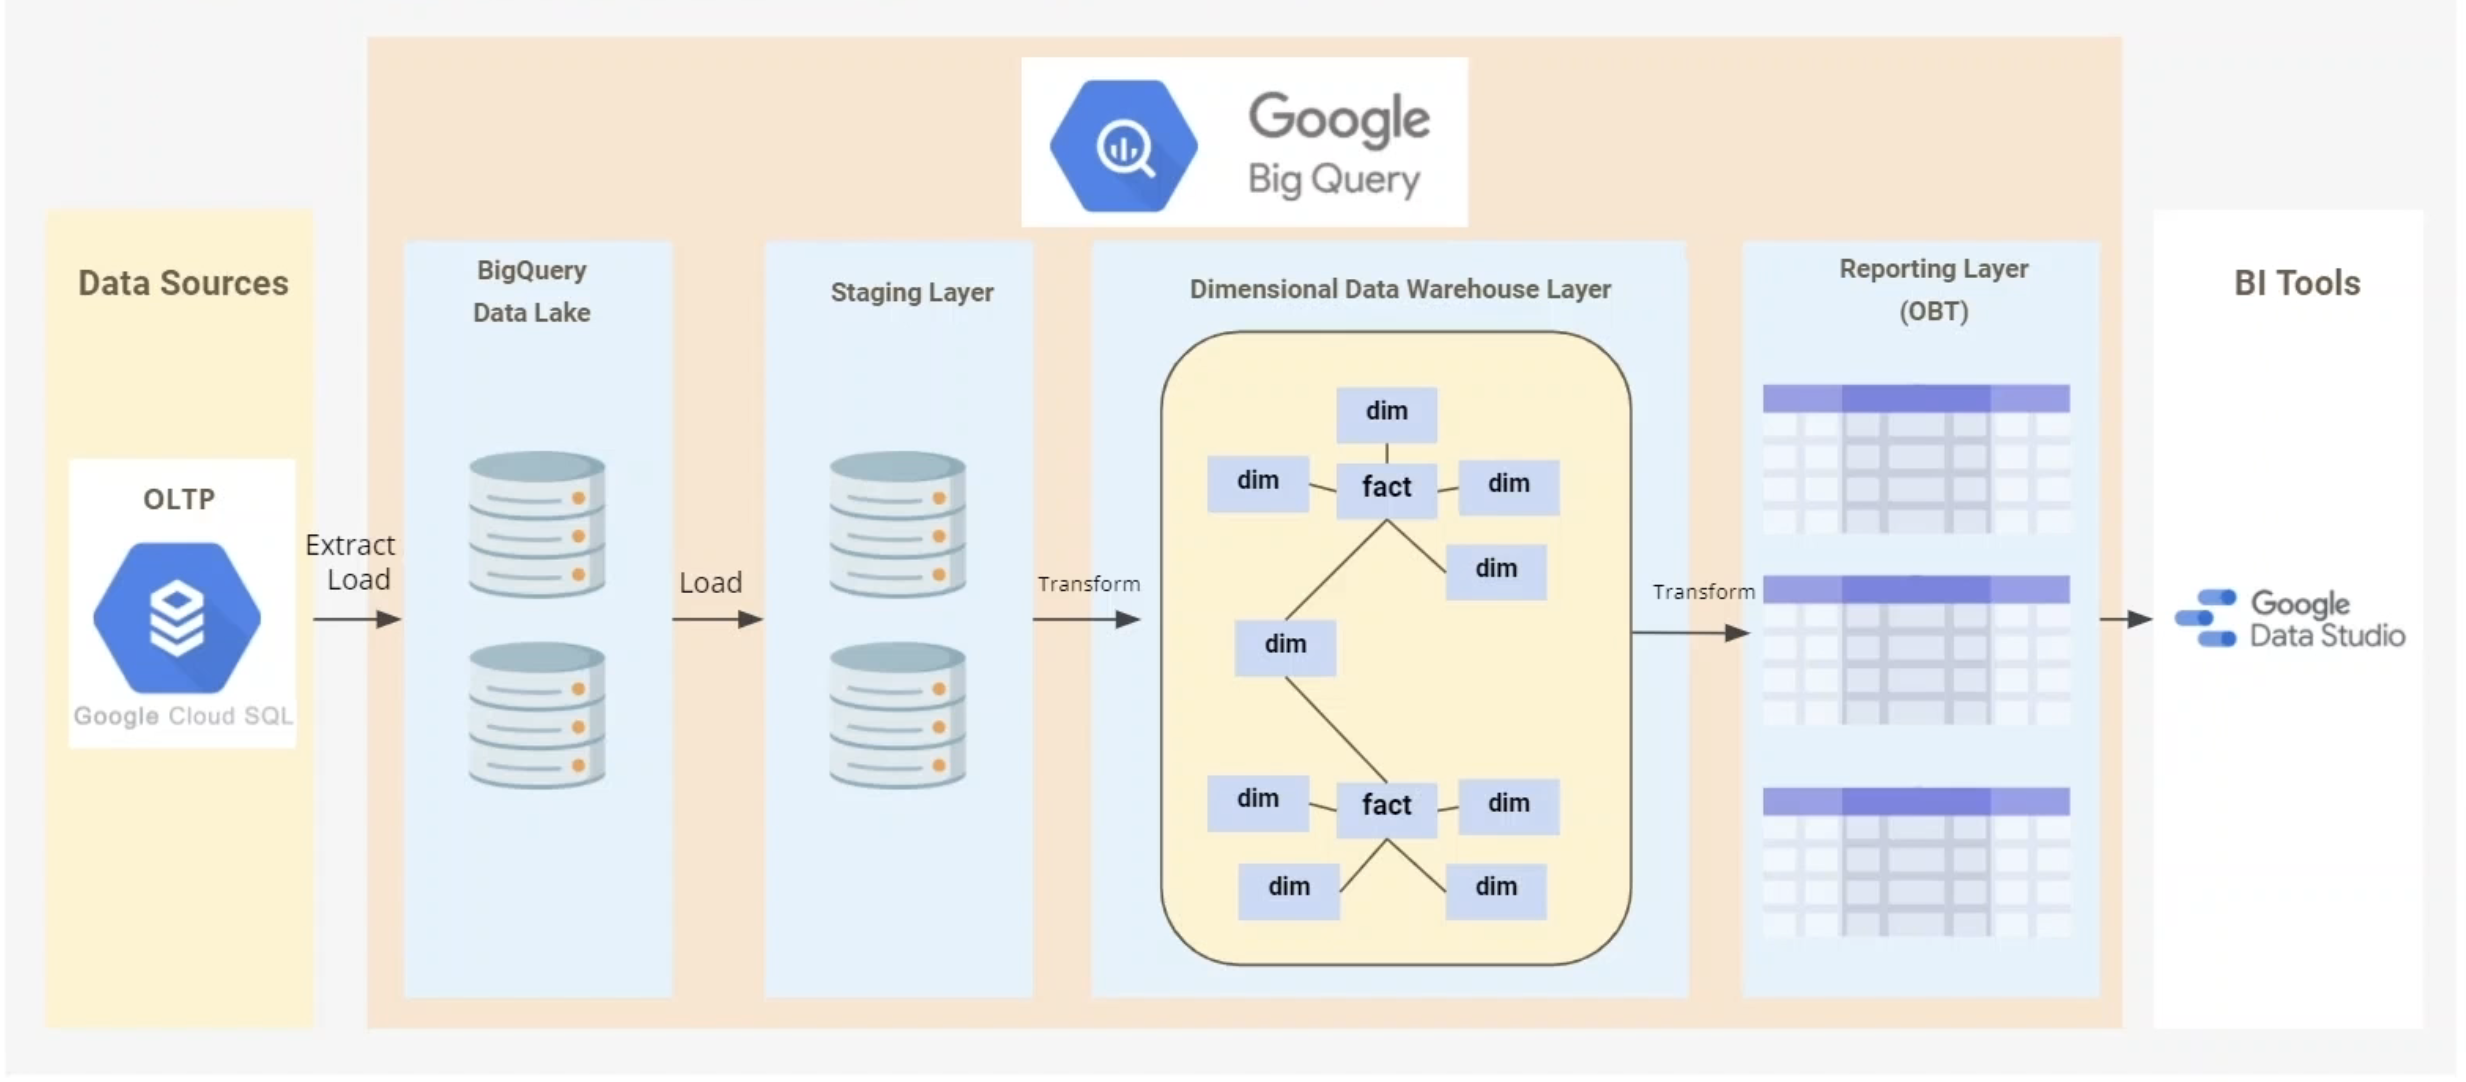 Google
Big Query
Data Sources
OLTP
Google Cloud SQL
Extract
Load
BigQuery
Data Lake
Load
Staging Layer
Transform
Dimensional Data Warehouse Layer
dim
dim
fact
dim
dim
dim
dim
fact
dim
dim
dim
Transform
Reporting Layer
(OBT)
BI Tools
Google
Data Studio